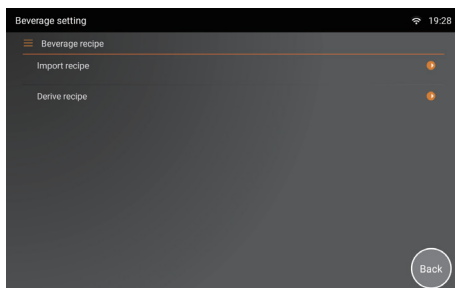 Beverage setting 19:28
Beverage recipe
Import recipe
Derive recipe
Back